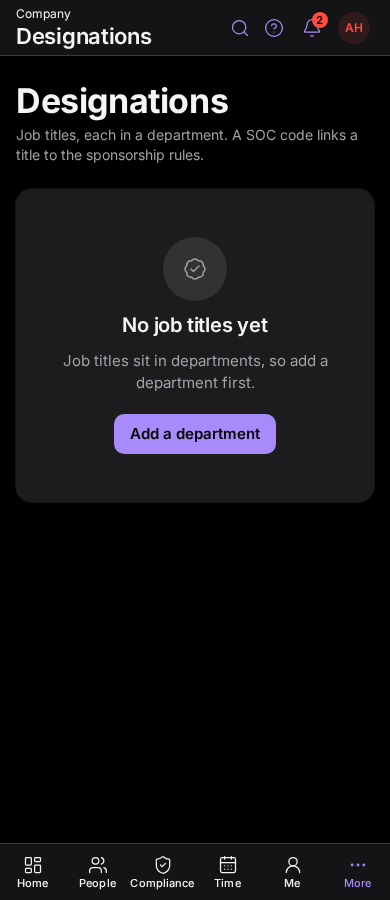 Company
Designations
2
AH
Designations
Job titles, each in a department. A SOC code links a
title to the sponsorship rules.
No job titles yet
Job titles sit in departments, so add a
department first.
Add a department
Home
People
Compliance
Time
Me
More